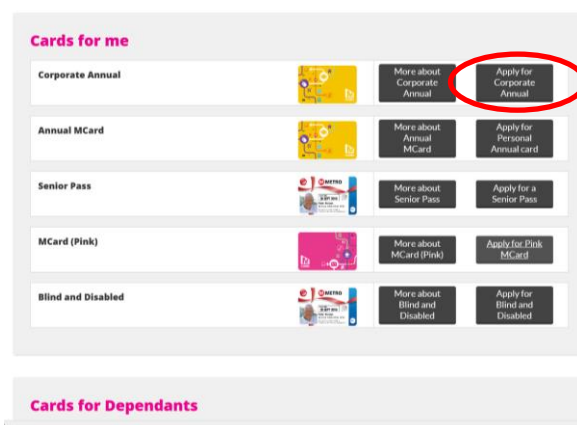 Cards for me
Corporate Annual
More about
Corporate
Annual
Apply for
Corporate
Annual
Annual MCard
More about
Annual
MCard
Apply for
Personal
Annual card
Senior Pass
METRO
More about
Senior Pass
Apply for a
Senior Pass
MCard (Pink)
More about
MCard (Pink)
Apply for Pink
MCard
Blind and Disabled
METRO
More about
Blind and
Disabled
Apply for
Blind and
Disabled
Cards for Dependants